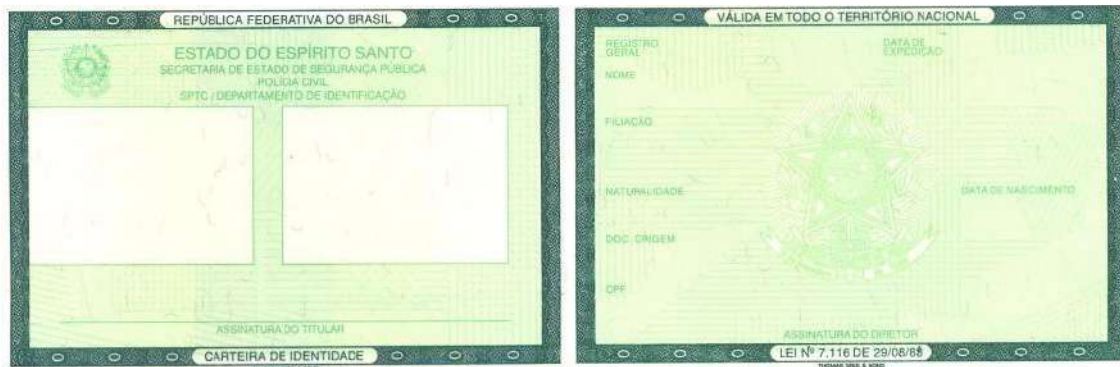 REPÚBLICA FEDERATIVA DO BRASIL
ESTADO DO ESPÍRITO SANTO
SECRETARIA DE ESTADO DE SEGURANÇA PÚBLICA
POLÍCIA CIVIL
SPTC / DEPARTAMENTO DE IDENTIFICAÇÃO
ASSINATURA DO TITULAR
CARTEIRA DE IDENTIDADE
VÁLIDA EM TODO O TERRITÓRIO NACIONAL
REGISTRO GERAL
DATA DE EXPEDIÇÃO
NOME
FILIAÇÃO
NATURALIDADE
DATA DE NASCIMENTO
DOC. ORIGEM
CPF
ASSINATURA DO DIRETOR
LEI Nº 7.116 DE 29/08/83